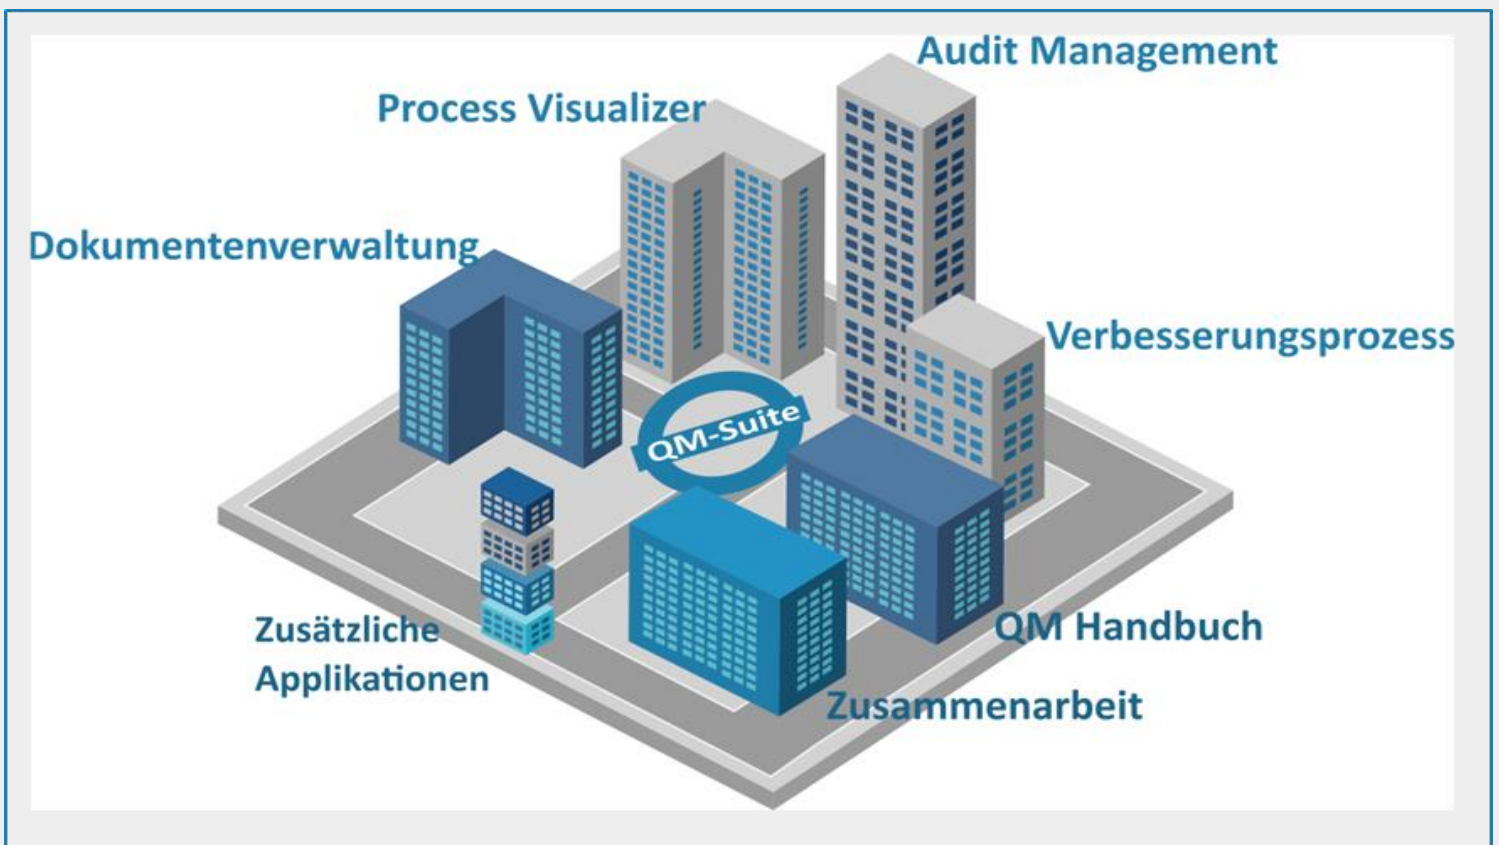 Audit Management
Process Visualizer
Dokumentenverwaltung
Verbesserungsprozess
QM-Suite
Zusätzliche
Applikationen
QM Handbuch
Zusammenarbeit